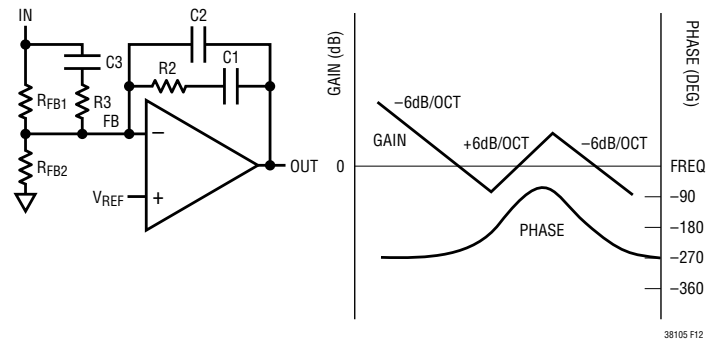 IN
C2
C3
R2
C1
RFB1
R3
FB
RFB2
VREF
−
+
OUT
GAIN (dB)
PHASE (DEG)
−6dB/OCT
GAIN
+6dB/OCT
−6dB/OCT
0
FREQ
−90
−180
PHASE
−270
−360
38105 F12